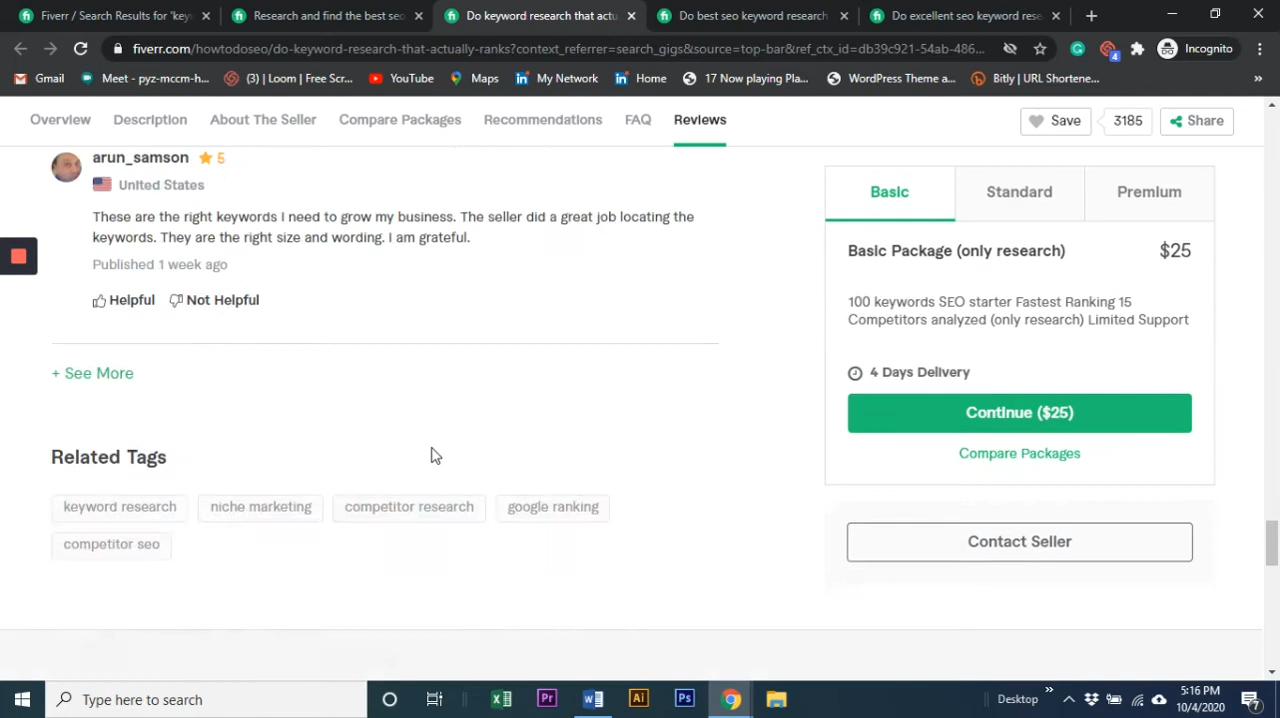 Fiverr / Search Results for 'key
Research and find the best seo
Do keyword research that actu
Do best seo keyword research
Do excellent seo keyword rese
Incognito
fiverr.com/howtodoseo/do-keyword-research-that-actually-ranks?context_referrer=search_gigs&source=top-bar&ref_ctx_id=db39c921-54ab-486...
4
Gmail
Meet - pyz-mccm-h...
(3) | Loom | Free Scr...
YouTube
Maps
My Network
Home
17 Now playing Pla...
WordPress Theme a...
Bitly | URL Shortene...
»
Overview
Description
About The Seller
Compare Packages
Recommendations
FAQ
Reviews
Save
3185
Share
arun_samson
5
United States
These are the right keywords I need to grow my business. The seller did a great job locating the
keywords. They are the right size and wording. I am grateful.
Published 1 week ago
Helpful
Not Helpful
+ See More
Related Tags
keyword research
niche marketing
competitor research
google ranking
competitor seo
Basic
Standard
Premium
Basic Package (only research)
$25
100 keywords SEO starter Fastest Ranking 15
Competitors analyzed (only research) Limited Support
4 Days Delivery
Continue ($25)
Compare Packages
Contact Seller
Type here to search
Pr
Ai
Ps
Desktop
»
5:16 PM
10/4/2020
7